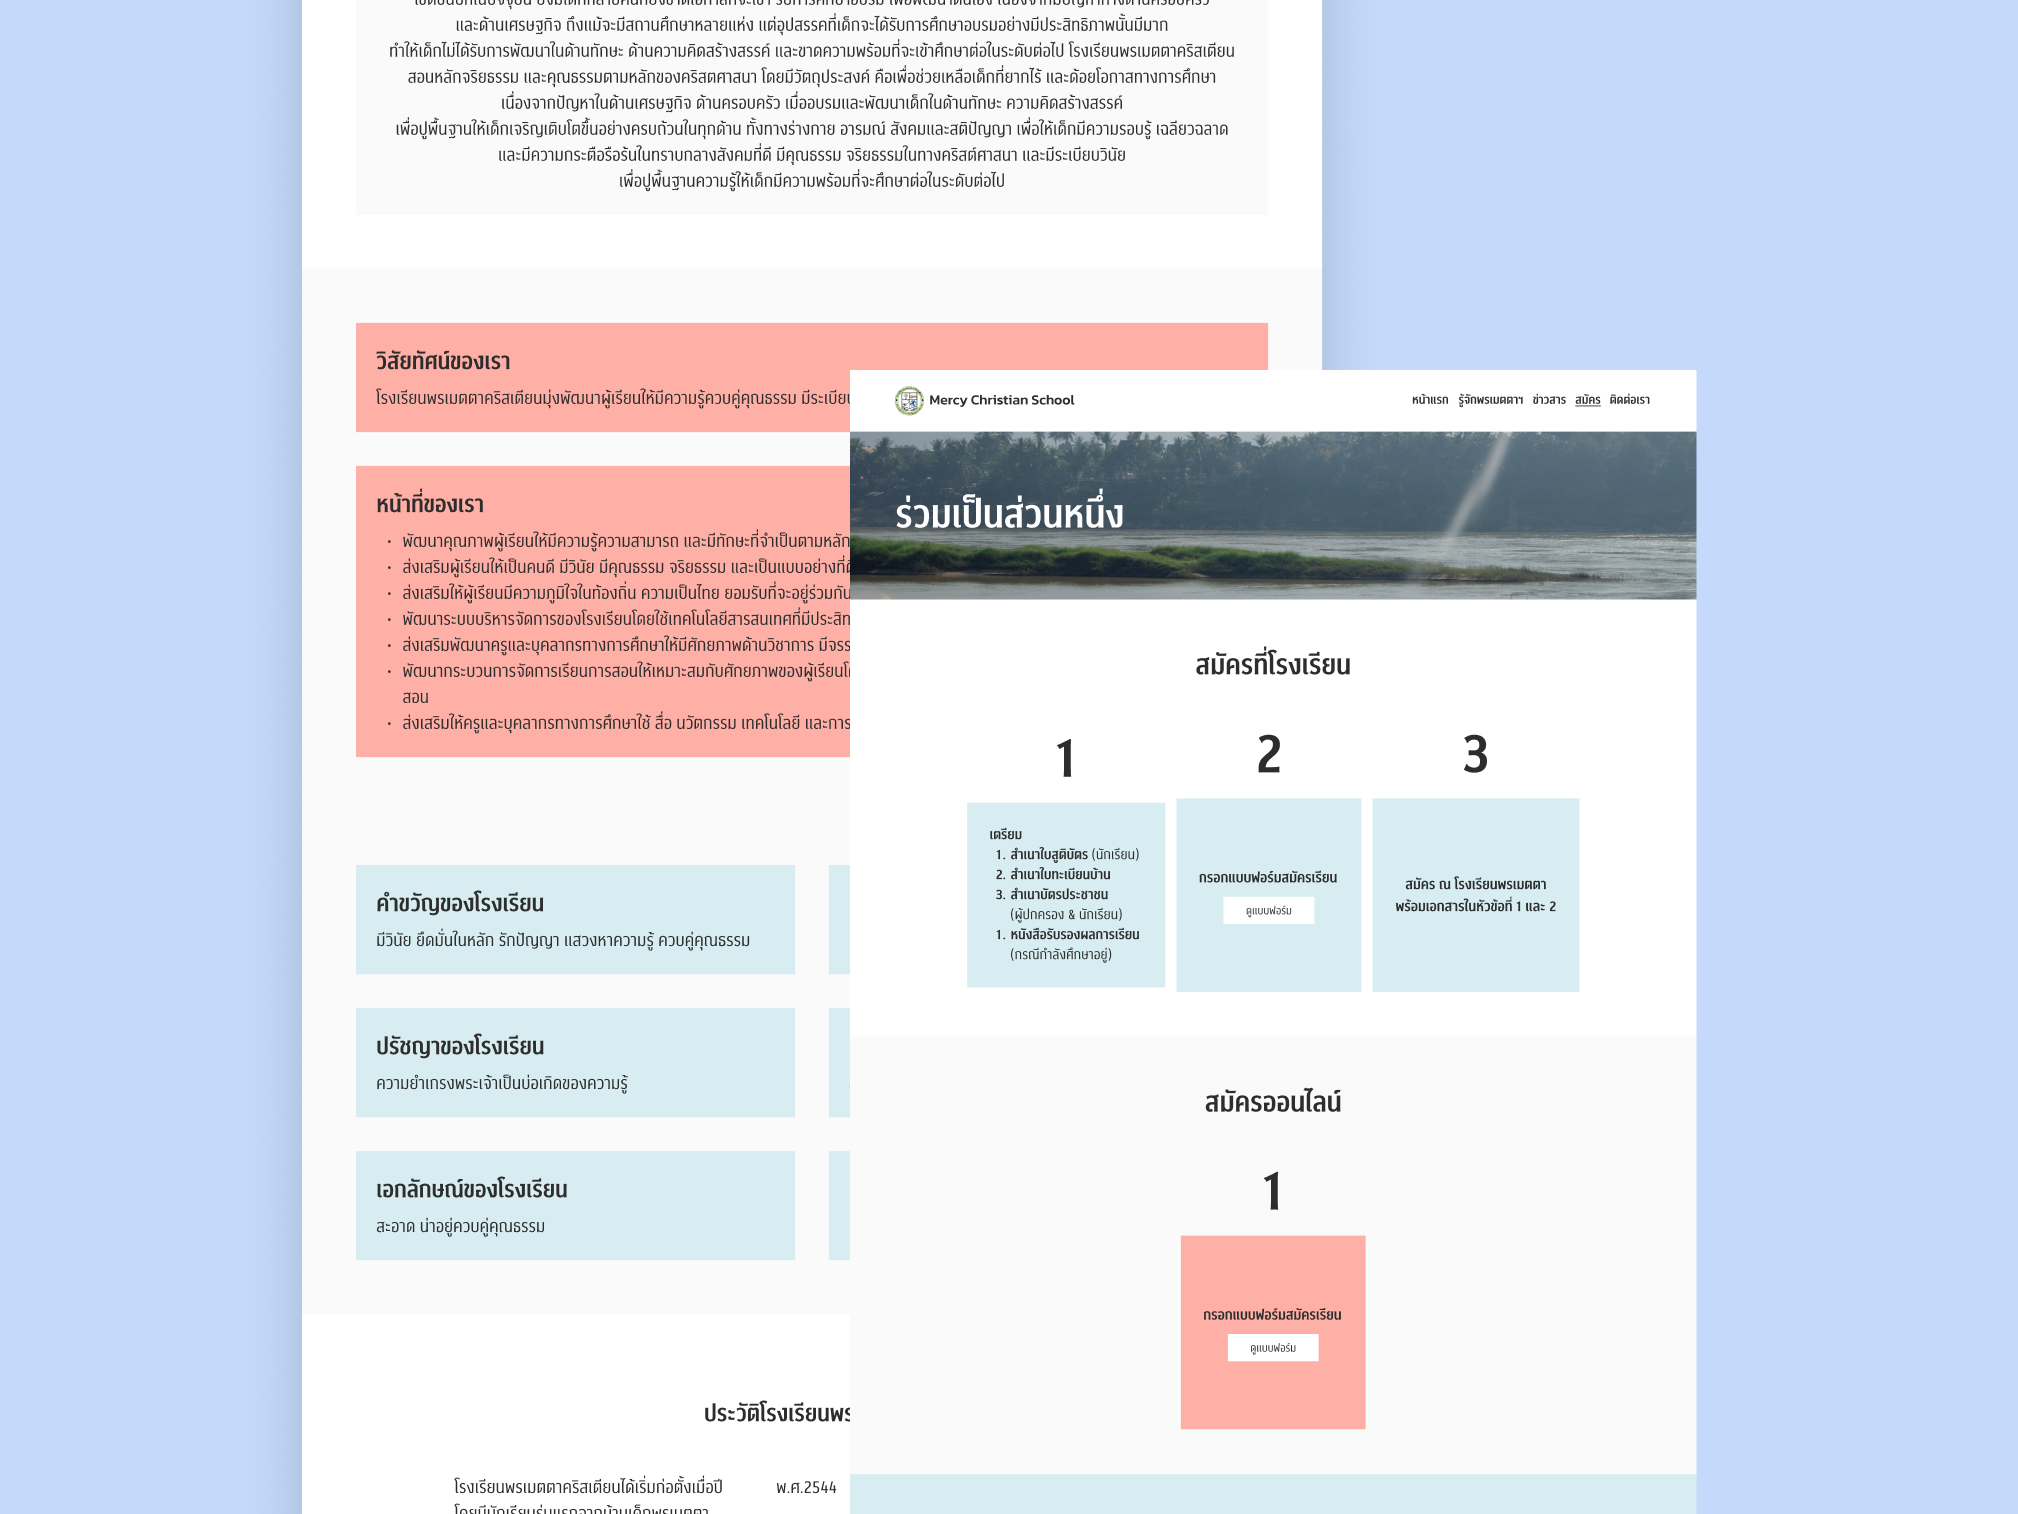 และด้านเศรษฐกิจ ถึงแม้จะมีสถานศึกษาหลายแห่ง แต่อุปสรรคที่เด็กจะได้รับการศึกษาอบรมอย่างมีประสิทธิภาพนั้นมีมาก
ทำให้เด็กไม่ได้รับการพัฒนาในด้านทักษะ ด้านความคิดสร้างสรรค์ และขาดความพร้อมที่จะเข้าศึกษาต่อในระดับต่อไป โรงเรียนพรเมตตาคริสเตียน
สอนหลักจริยธรรม และคุณธรรมตามหลักของคริสตศาสนา โดยมีวัตถุประสงค์ คือเพื่อช่วยเหลือเด็กที่ยากไร้ และด้อยโอกาสทางการศึกษา
เนื่องจากปัญหาในด้านเศรษฐกิจ ด้านครอบครัว เมื่ออบรมและพัฒนาเด็กในด้านทักษะ ความคิดสร้างสรรค์
เพื่อปูพื้นฐานให้เด็กเจริญเติบโตขึ้นอย่างครบถ้วนในทุกด้าน ทั้งทางร่างกาย อารมณ์ สังคมและสติปัญญา เพื่อให้เด็กมีความรอบรู้ เฉลียวฉลาด
และมีความกระตือรือร้นในทราบกลางสังคมที่ดี มีคุณธรรม จริยธรรมในทางคริสต์ศาสนา และมีระเบียบวินัย
เพื่อปูพื้นฐานความรู้ให้เด็กมีความพร้อมที่จะศึกษาต่อในระดับต่อไป
วิสัยทัศน์ของเรา
โรงเรียนพรเมตตาคริสเตียนมุ่งพัฒนาผู้เรียนให้มีความรู้ควบคู่คุณธรรม มีระเบีย
หน้าที่ของเรา
• พัฒนาคุณภาพผู้เรียนให้มีความรู้ความสามารถ และมีทักษะที่จำเป็นตามหลัก
• ส่งเสริมผู้เรียนให้เป็นคนดี มีวินัย มีคุณธรรม จริยธรรม และเป็นแบบอย่างที่
• ส่งเสริมให้ผู้เรียนมีความภูมิใจในท้องถิ่น ความเป็นไทย ยอมรับที่จะอยู่ร่วมกัน
• พัฒนาระบบบริหารจัดการของโรงเรียนโดยใช้เทคโนโลยีสารสนเทศที่มีประสิท
• ส่งเสริมพัฒนาครูและบุคลากรทางการศึกษาให้มีศักยภาพด้านวิชาการ มีจรร
• พัฒนากระบวนการจัดการเรียนการสอนให้เหมาะสมกับศักยภาพของผู้เรียนโ
สอน
• ส่งเสริมให้ครูและบุคลากรทางการศึกษาใช้ สื่อ นวัตกรรม เทคโนโลยี และการ
คำขวัญของโรงเรียน
มีวินัย ยึดมั่นในหลัก รักปัญญา แสวงหาความรู้ ควบคู่คุณธรรม
ปรัชญาของโรงเรียน
ความยำเกรงพระเจ้าเป็นบ่อเกิดของความรู้
เอกลักษณ์ของโรงเรียน
สะอาด น่าอยู่ควบคู่คุณธรรม
ประวัติโรงเรียนพร
โรงเรียนพรเมตตาคริสเตียนได้เริ่มก่อตั้งเมื่อปี พ.ศ.2544
Mercy Christian School
หน้าแรก รู้จักพรเมตตาฯ ข่าวสาร สมัคร ติดต่อเรา
ร่วมเป็นส่วนหนึ่ง
สมัครที่โรงเรียน
1
2
3
เตรียม
1. สำเนาใบสูติบัตร (นักเรียน)
2. สำเนาใบทะเบียนบ้าน
3. สำเนาบัตรประชาชน
(ผู้ปกครอง & นักเรียน)
1. หนังสือรับรองผลการเรียน
(กรณีกำลังศึกษาอยู่)
กรอกแบบฟอร์มสมัครเรียน
ดูแบบฟอร์ม
สมัคร ณ โรงเรียนพรเมตตา
พร้อมเอกสารในหัวข้อที่ 1 และ 2
สมัครออนไลน์
1
กรอกแบบฟอร์มสมัครเรียน
ดูแบบฟอร์ม